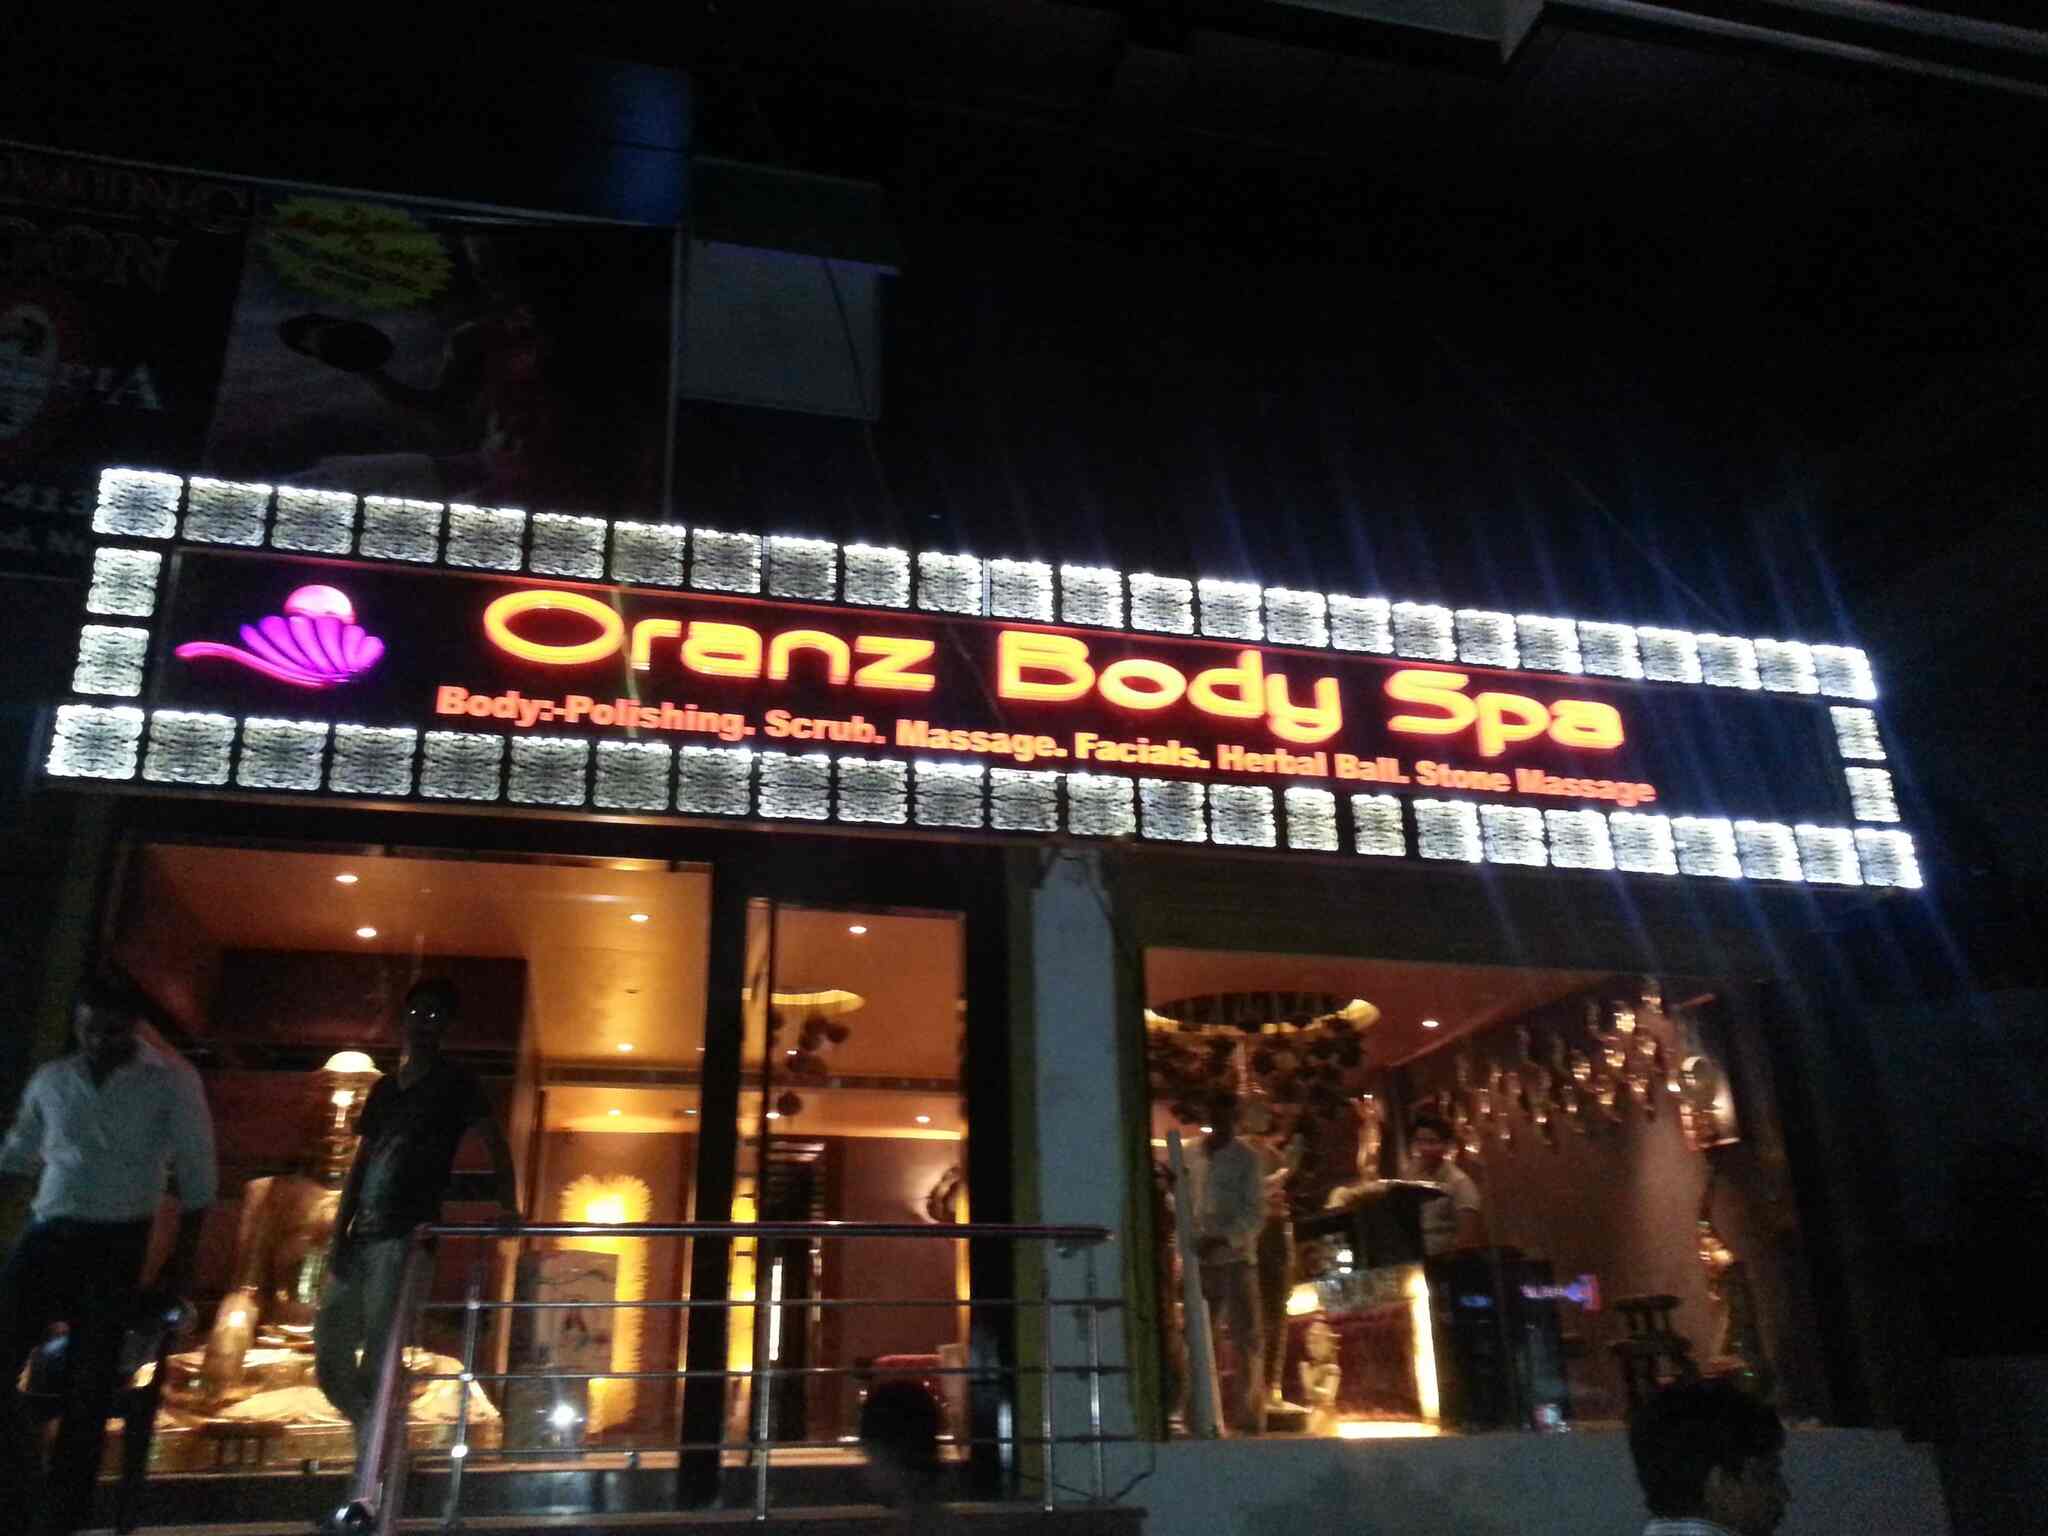 Oranz Body Spa
Body:-Polishing. Scrub. Massage. Facials. Herbal Ball. Stone Massage